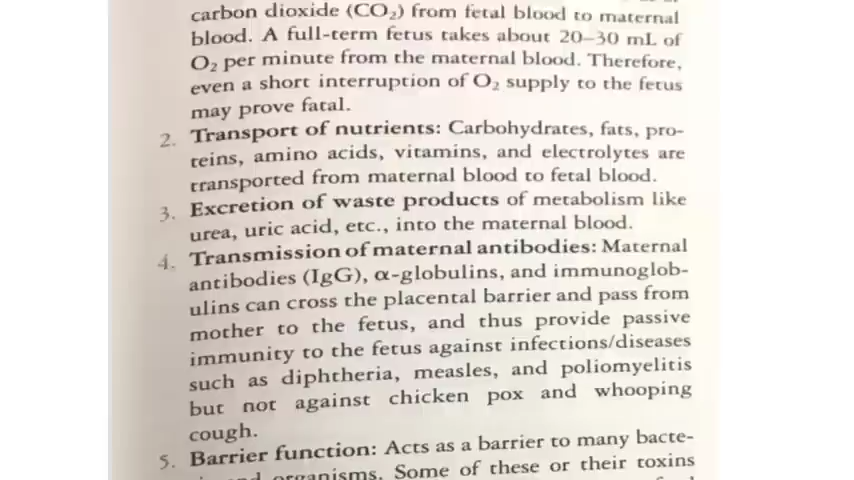 carbon dioxide (CO₂) from fetal blood to maternal
blood. A full-term fetus takes about 20–30 mL of
O₂ per minute from the maternal blood. Therefore,
even a short interruption of O₂ supply to the fetus
may prove fatal.
2. Transport of nutrients: Carbohydrates, fats, pro-
teins, amino acids, vitamins, and electrolytes are
transported from maternal blood to fetal blood.
3. Excretion of waste products of metabolism like
urea, uric acid, etc., into the maternal blood.
4. Transmission of maternal antibodies: Maternal
antibodies (IgG), α-globulins, and immunoglob-
ulins can cross the placental barrier and pass from
mother to the fetus, and thus provide passive
immunity to the fetus against infections/diseases
such as diphtheria, measles, and poliomyelitis
but not against chicken pox and whooping
cough.
5. Barrier function: Acts as a barrier to many bacte-
and organisms. Some of these or their toxins